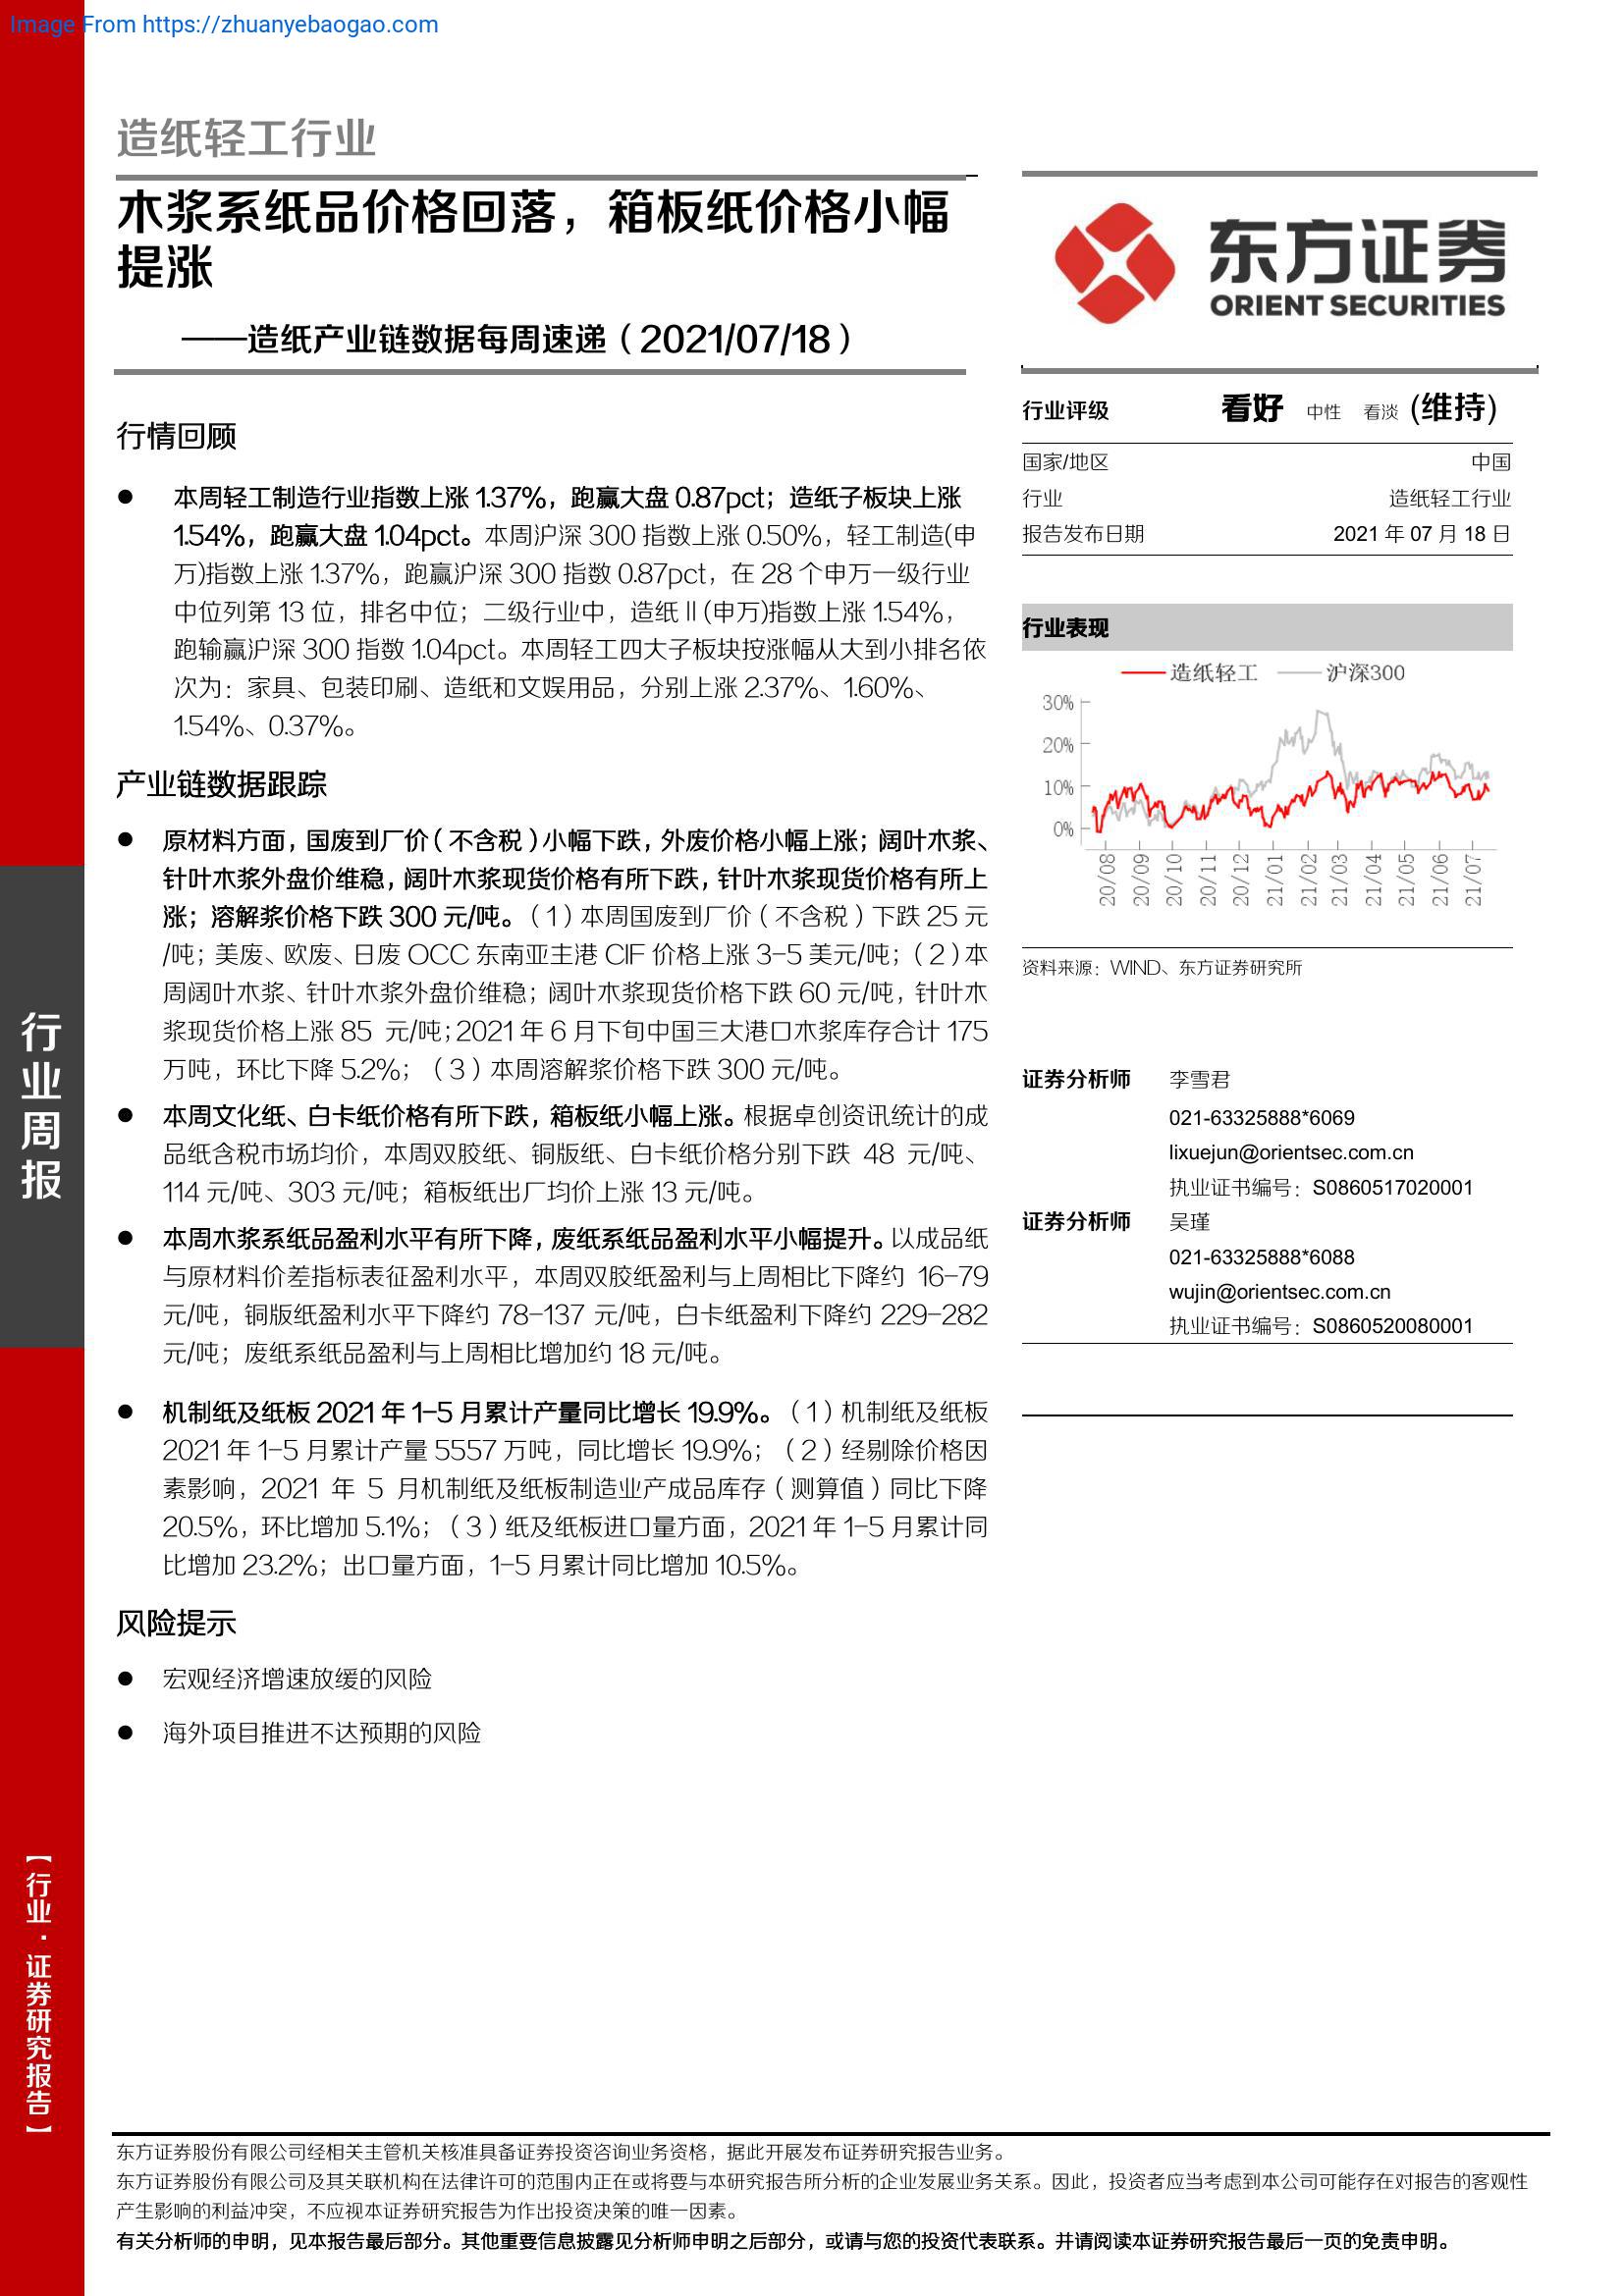 Image From https://zhuanyebaogao.com
造纸轻工行业
木浆系纸品价格回落，箱板纸价格小幅
提涨
——造纸产业链数据每周速递（2021/07/18）
行情回顾
● 本周轻工制造行业指数上涨 1.37%，跑赢大盘 0.87pct；造纸子板块上涨
1.54%，跑赢大盘 1.04pct。本周沪深 300 指数上涨 0.50%，轻工制造(申
万)指数上涨 1.37%，跑赢沪深 300 指数 0.87pct，在 28 个申万一级行业
中位列第 13 位，排名中位；二级行业中，造纸Ⅱ(申万)指数上涨 1.54%，
跑输赢沪深 300 指数 1.04pct。本周轻工四大子板块按涨幅从大到小排名依
次为：家具、包装印刷、造纸和文娱用品，分别上涨 2.37%、1.60%、
1.54%、0.37%。
产业链数据跟踪
● 原材料方面，国废到厂价（不含税）小幅下跌，外废价格小幅上涨；阔叶木浆、
针叶木浆外盘价维稳，阔叶木浆现货价格有所下跌，针叶木浆现货价格有所上
涨；溶解浆价格下跌 300 元/吨。（1）本周国废到厂价（不含税）下跌 25 元
/吨；美废、欧废、日废 OCC 东南亚主港 CIF 价格上涨 3-5 美元/吨；（2）本
周阔叶木浆、针叶木浆外盘价维稳；阔叶木浆现货价格下跌 60 元/吨，针叶木
浆现货价格上涨 85 元/吨；2021 年 6 月下旬中国三大港口木浆库存合计 175
万吨，环比下降 5.2%；（3）本周溶解浆价格下跌 300 元/吨。
● 本周文化纸、白卡纸价格有所下跌，箱板纸小幅上涨。根据卓创资讯统计的成
品纸含税市场均价，本周双胶纸、铜版纸、白卡纸价格分别下跌 48 元/吨、
114 元/吨、303 元/吨；箱板纸出厂均价上涨 13 元/吨。
● 本周木浆系纸品盈利水平有所下降，废纸系纸品盈利水平小幅提升。以成品纸
与原材料价差指标表征盈利水平，本周双胶纸盈利与上周相比下降约 16-79
元/吨，铜版纸盈利水平下降约 78-137 元/吨，白卡纸盈利下降约 229-282
元/吨；废纸系纸品盈利与上周相比增加约 18 元/吨。
● 机制纸及纸板 2021 年 1-5 月累计产量同比增长 19.9%。（1）机制纸及纸板
2021 年 1-5 月累计产量 5557 万吨，同比增长 19.9%；（2）经剔除价格因
素影响，2021 年 5 月机制纸及纸板制造业产成品库存（测算值）同比下降
20.5%，环比增加 5.1%；（3）纸及纸板进口量方面，2021 年 1-5 月累计同
比增加 23.2%；出口量方面，1-5 月累计同比增加 10.5%。
风险提示
● 宏观经济增速放缓的风险
● 海外项目推进不达预期的风险
东方证券
ORIENT SECURITIES
行业评级 看好 中性 看淡 (维持)
国家/地区 中国
行业 造纸轻工行业
报告发布日期 2021 年 07 月 18 日
行业表现
造纸轻工 沪深300
30%
20%
10%
0%
20/08 20/09 20/10 20/11 20/12 21/01 21/02 21/03 21/04 21/05 21/06 21/07
资料来源：WIND、东方证券研究所
证券分析师 李雪君
021-63325888*6069
lixuejun@orientsec.com.cn
执业证书编号：S0860517020001
证券分析师 吴瑾
021-63325888*6088
wujin@orientsec.com.cn
执业证书编号：S0860520080001
行业周报
【行业·证券研究报告】
东方证券股份有限公司经相关主管机关核准具备证券投资咨询业务资格，据此开展发布证券研究报告业务。
东方证券股份有限公司及其关联机构在法律许可的范围内正在或将要与本研究报告所分析的企业发展业务关系。因此，投资者应当考虑到本公司可能存在对报告的客观性
产生影响的利益冲突，不应视本证券研究报告为作出投资决策的唯一因素。
有关分析师的申明，见本报告最后部分。其他重要信息披露见分析师申明之后部分，或请与您的投资代表联系。并请阅读本证券研究报告最后一页的免责申明。